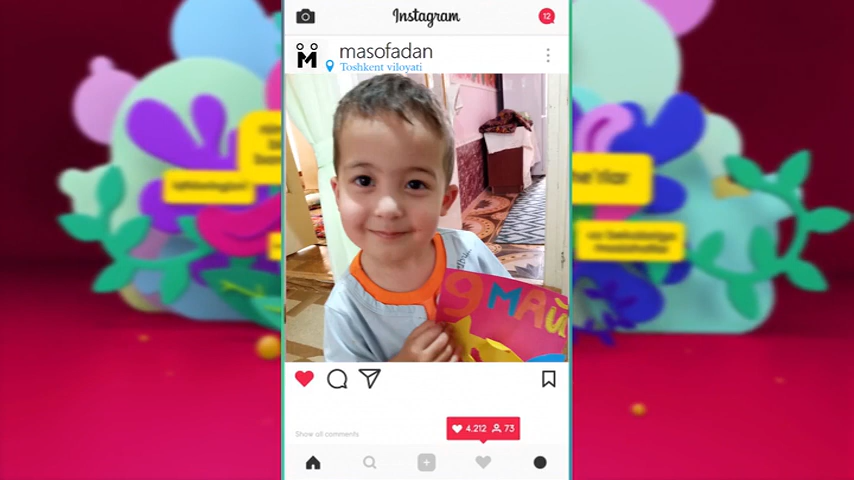 Instagram
12
masofadan
Toshkent viloyati
9 МАЙ
Show all comments
4.212 73